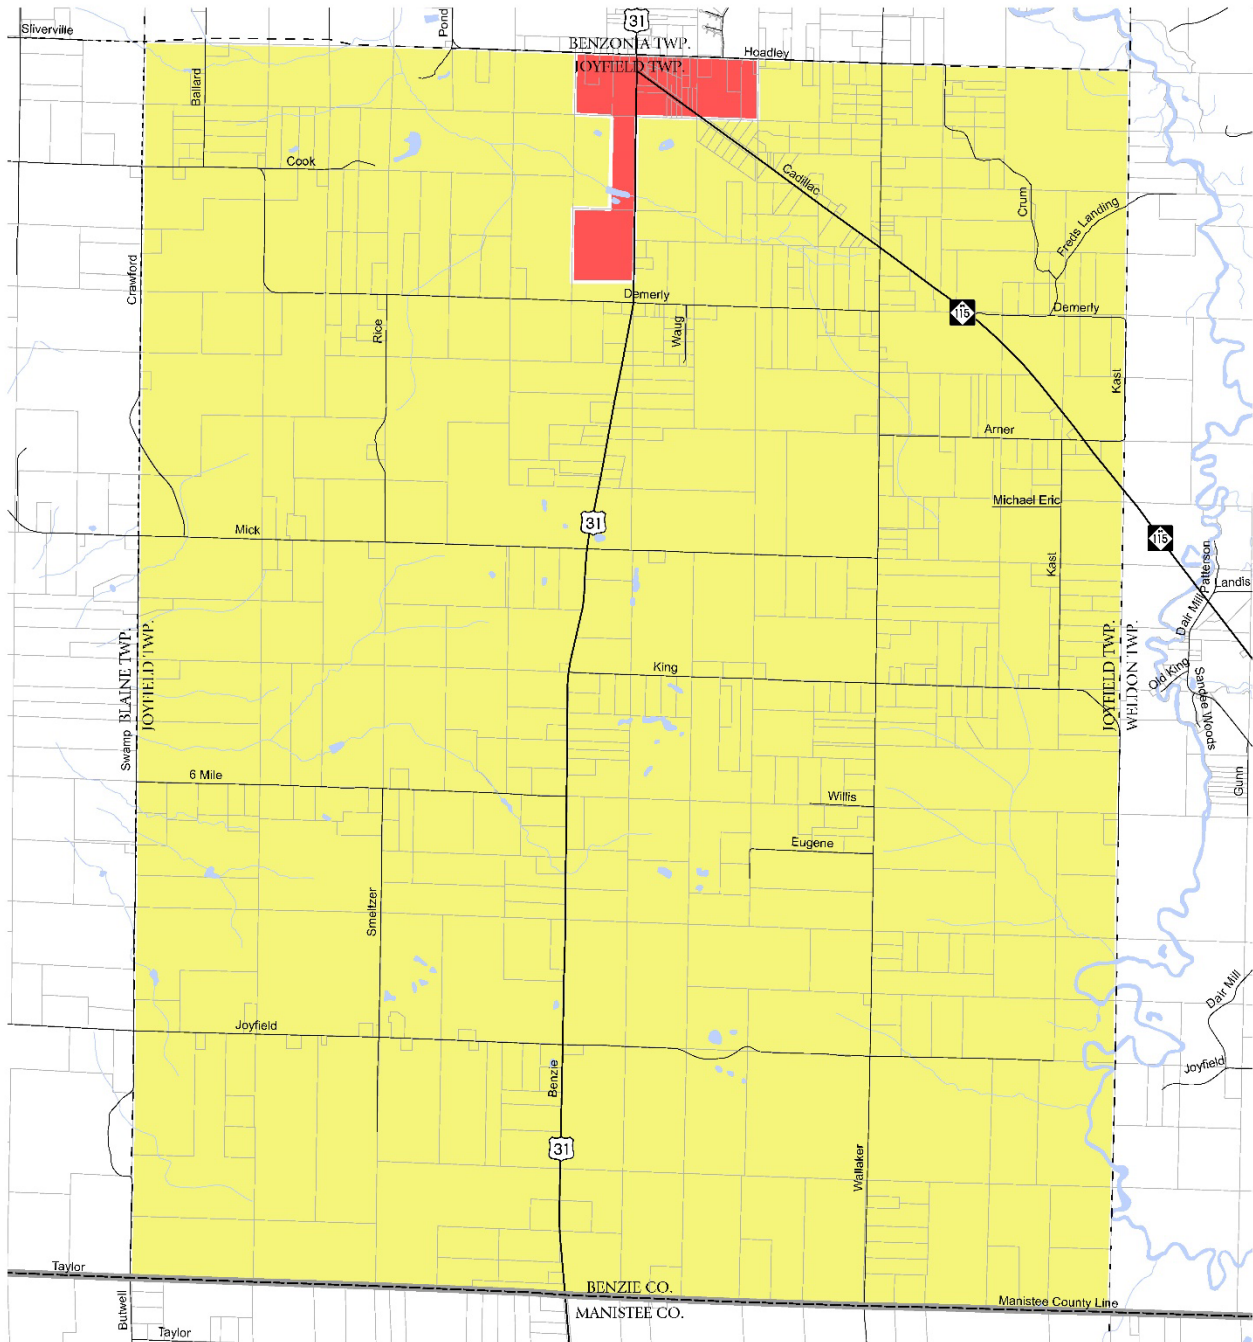 31
Sliverville
Pond
BENZONIA TWP.
Hoadley
JOYFIELD TWP.
Ballard
Cook
Cadillac
Crum
Freds Landing
Crawford
Demerly
Demerly
M
115
Rice
Waug
Kast
Arner
Michael Eric
Mick
31
M
115
Kast
Patterson
Landis
Dair Mill
BLAINE TWP.
JOYFIELD TWP.
King
JOYFIELD TWP.
WELDON TWP.
Old King
Sandee Woods
Swamp
6 Mile
Willis
Gunn
Eugene
Smeltzer
Dair Mill
Joyfield
Joyfield
Benzie
31
Wallaker
Taylor
BENZIE CO.
Manistee County Line
MANISTEE CO.
Butwell
Taylor